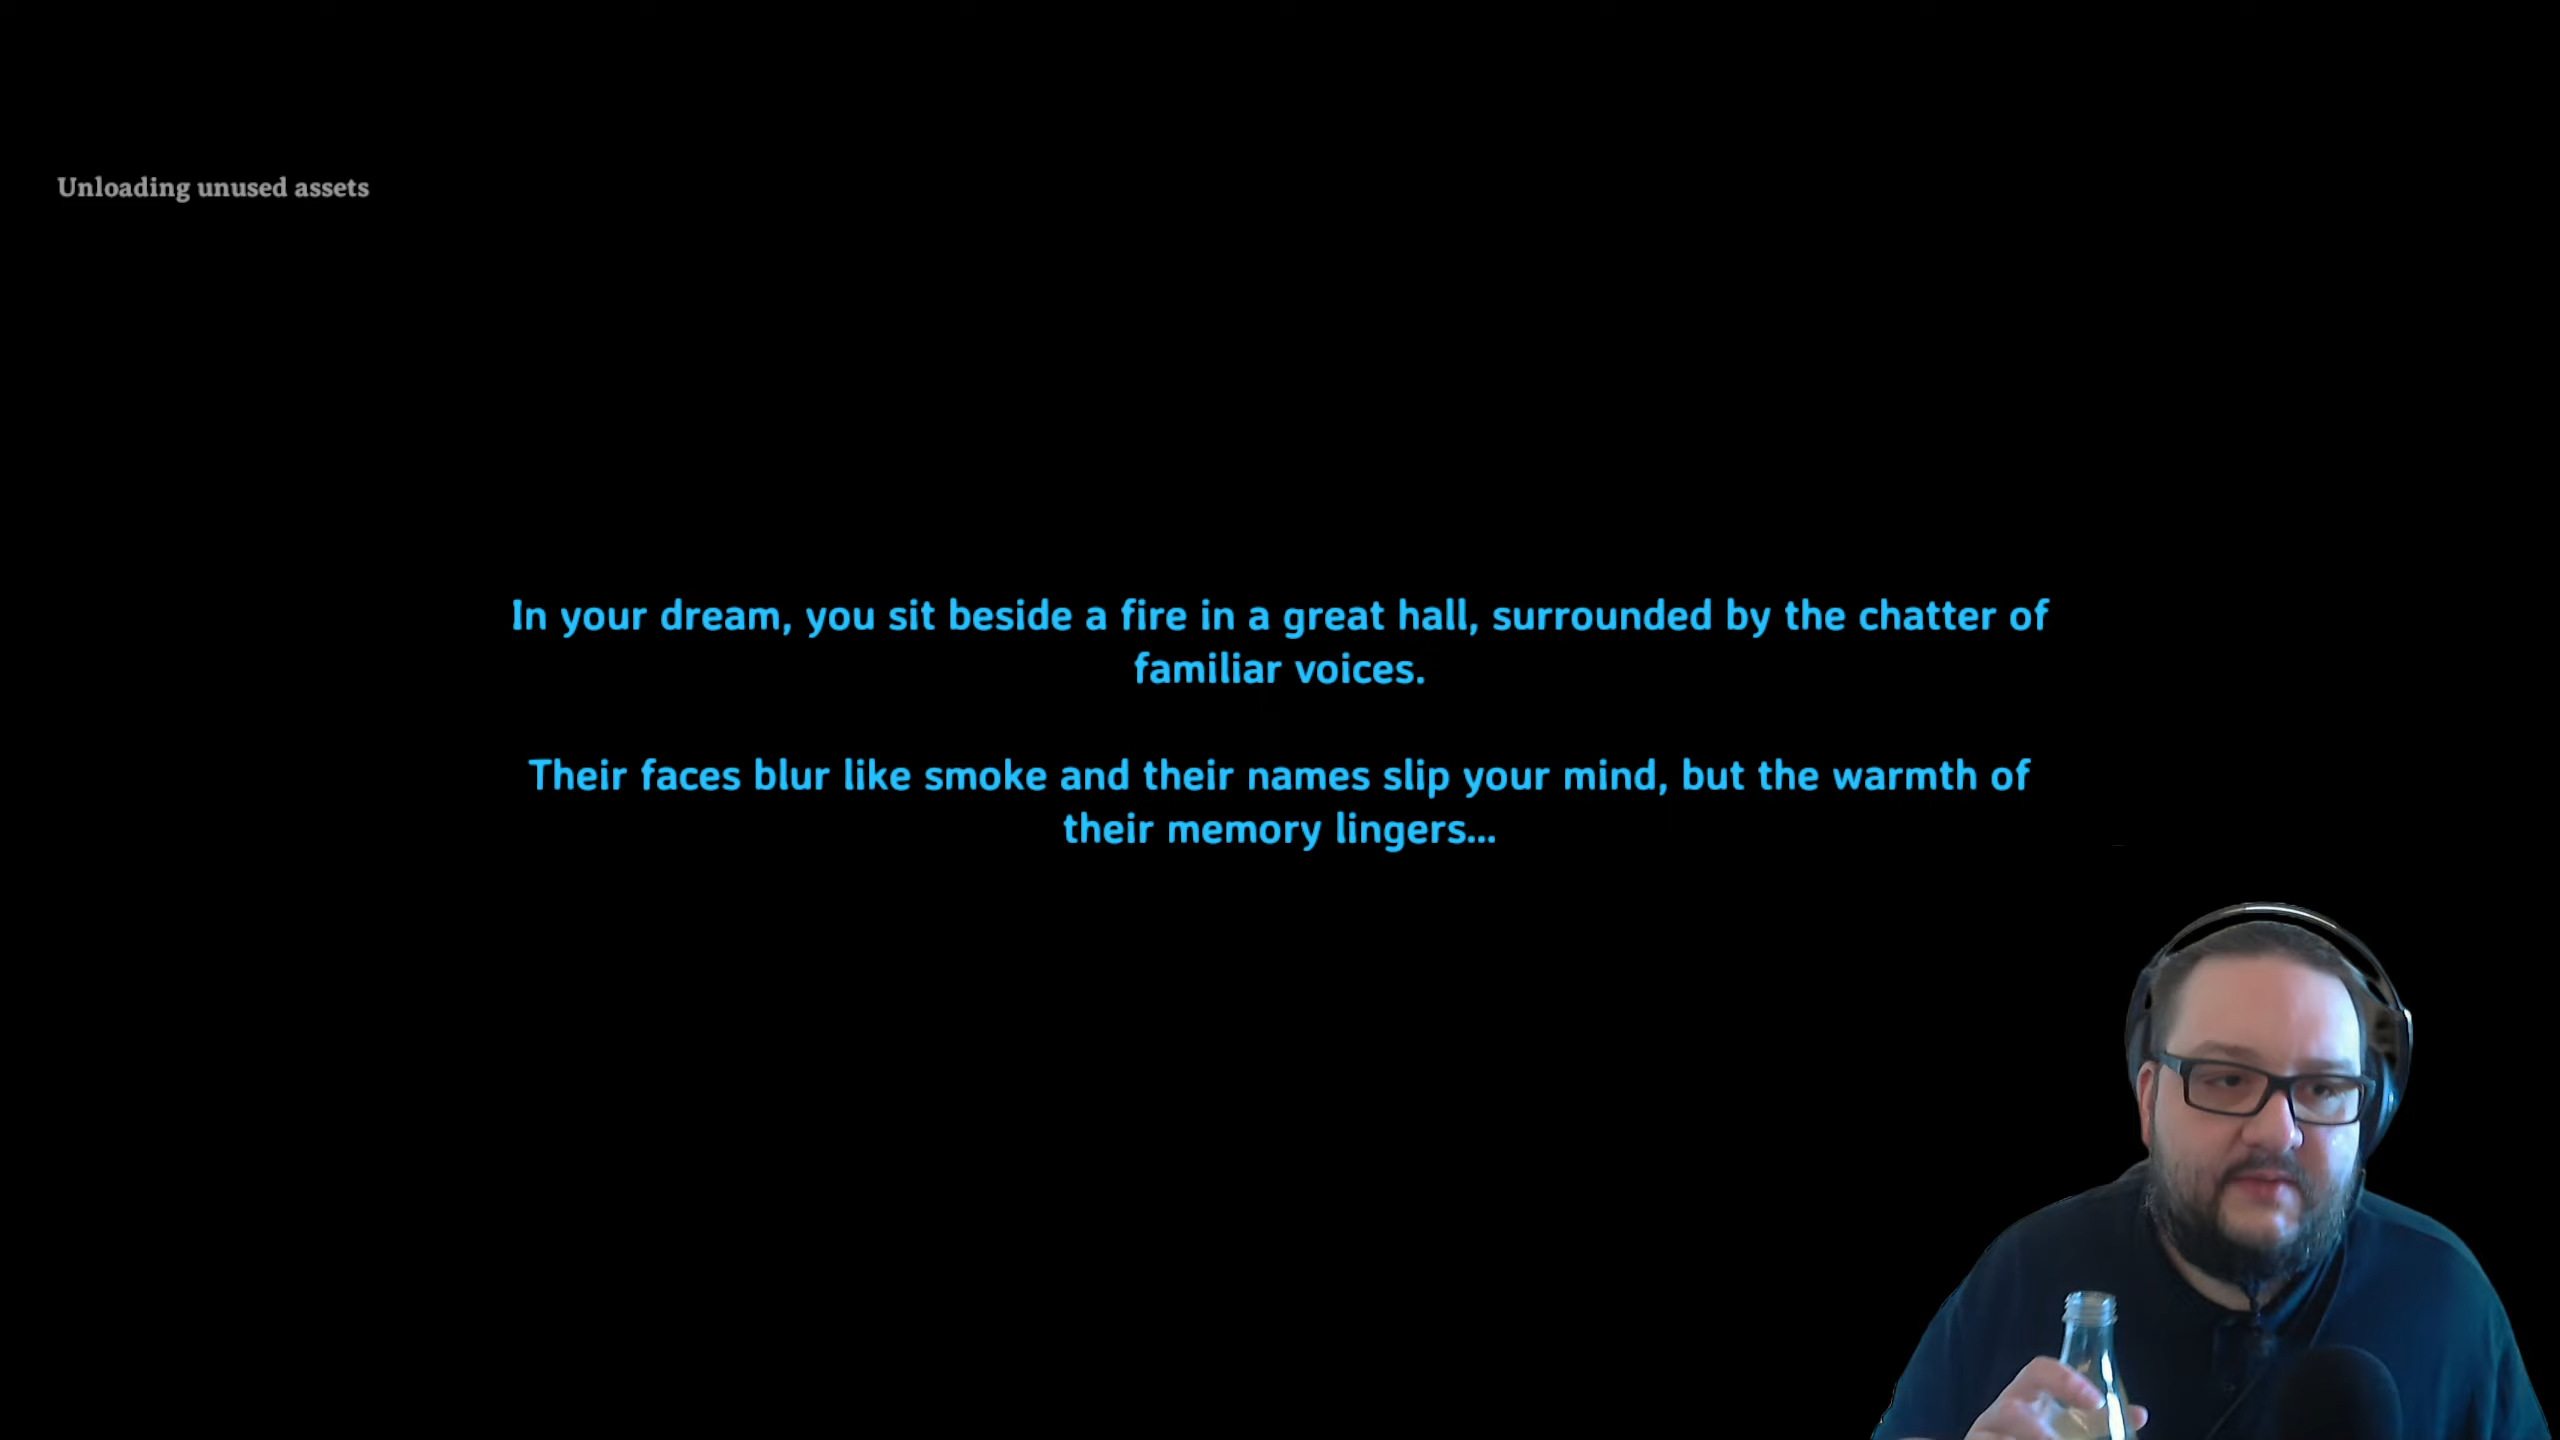 Unloading unused assets
In your dream, you sit beside a fire in a great hall, surrounded by the chatter of
familiar voices.
Their faces blur like smoke and their names slip your mind, but the warmth of
their memory lingers...